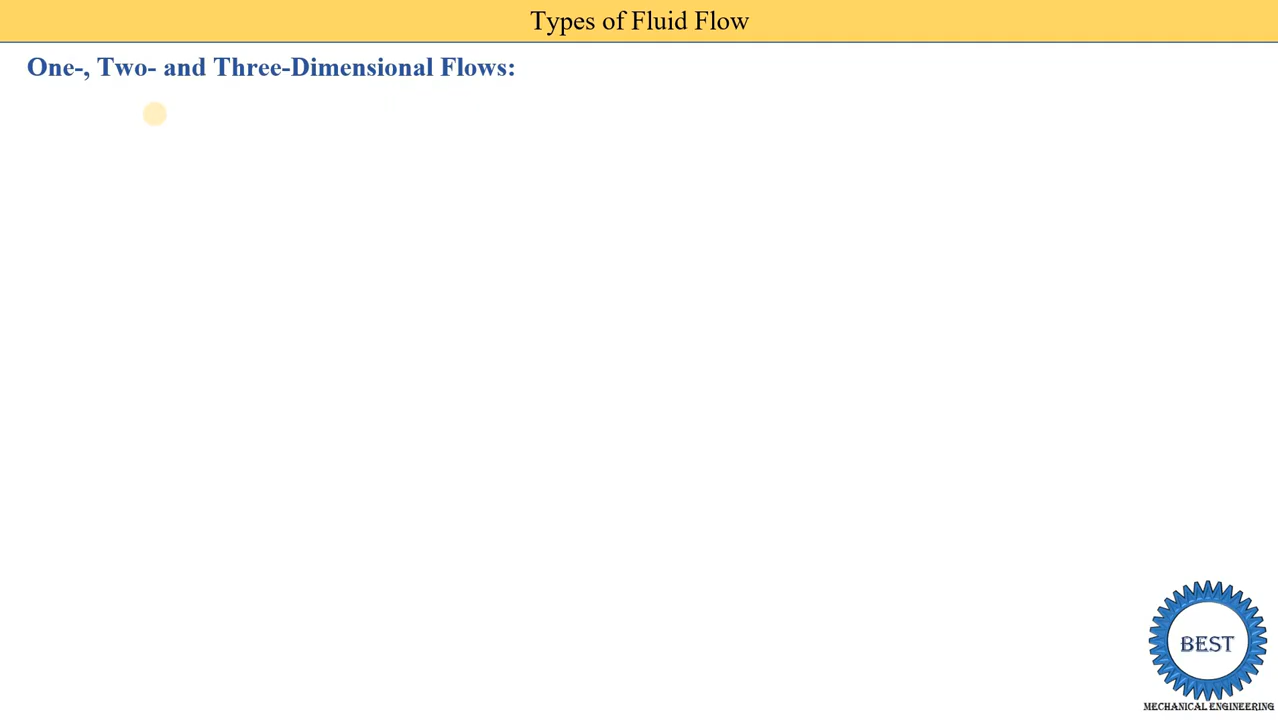 Types of Fluid Flow
One-, Two- and Three-Dimensional Flows:
BEST
MECHANICAL ENGINEERING